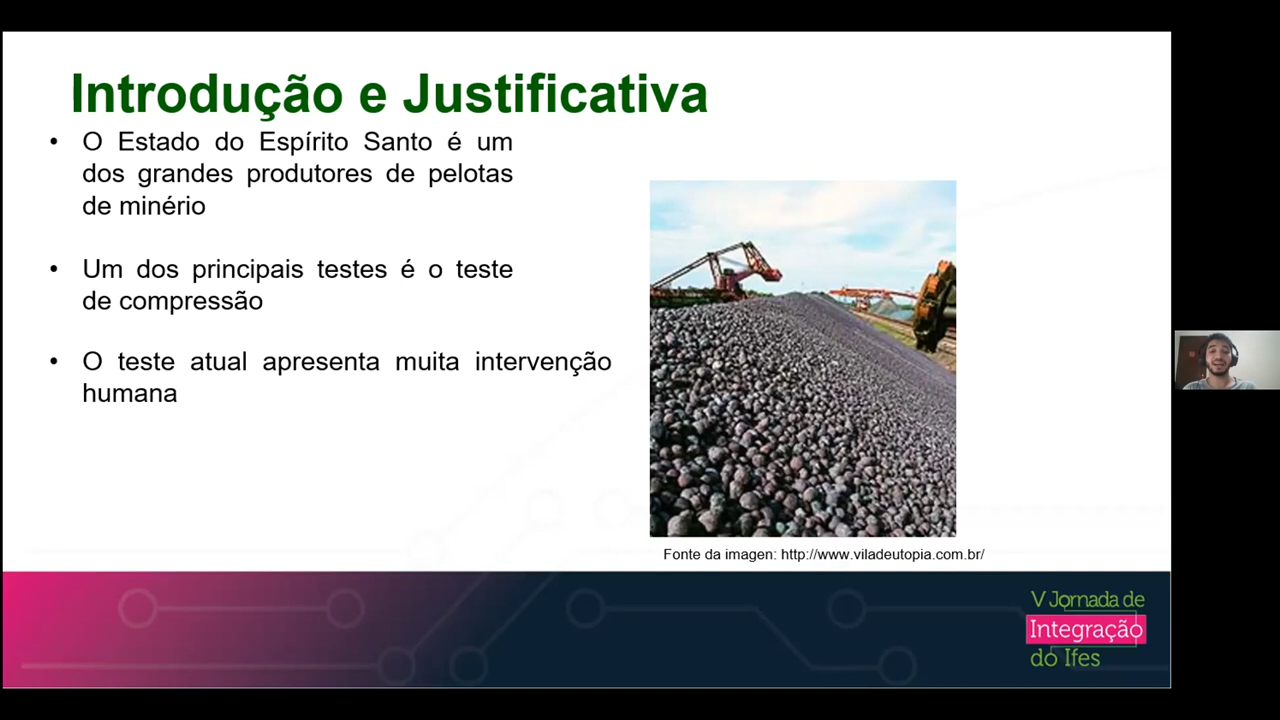 Introdução e Justificativa
• O Estado do Espírito Santo é um
dos grandes produtores de pelotas
de minério
• Um dos principais testes é o teste
de compressão
• O teste atual apresenta muita intervenção
humana
Fonte da imagen: http://www.viladeutopia.com.br/
V Jornada de
Integração
do Ifes